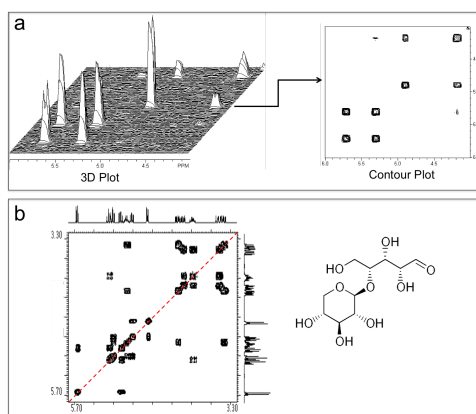 a
5.5 5.0 4.5 PPM
3D Plot
6.0 5.5 5.0 4.5
Contour Plot
b
3.30
5.70
5.70 3.30
OH
HO
O
O OH
O
HO OH
OH